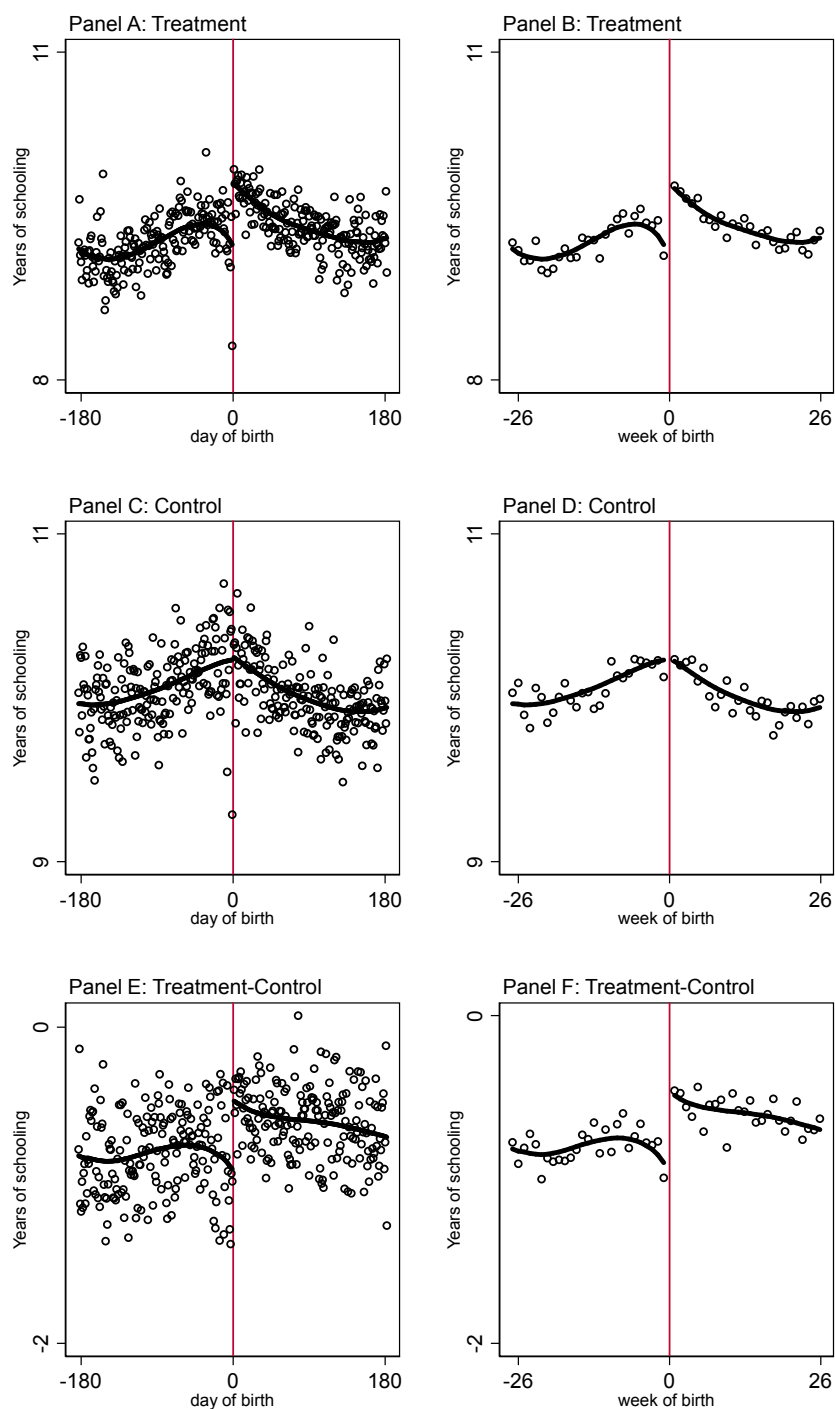 Panel A: Treatment
11
8
Years of schooling
-180 0 180
day of birth
Panel B: Treatment
11
8
Years of schooling
-26 0 26
week of birth
Panel C: Control
11
9
Years of schooling
-180 0 180
day of birth
Panel D: Control
11
9
Years of schooling
-26 0 26
week of birth
Panel E: Treatment-Control
0
-2
Years of schooling
-180 0 180
day of birth
Panel F: Treatment-Control
0
-2
Years of schooling
-26 0 26
week of birth